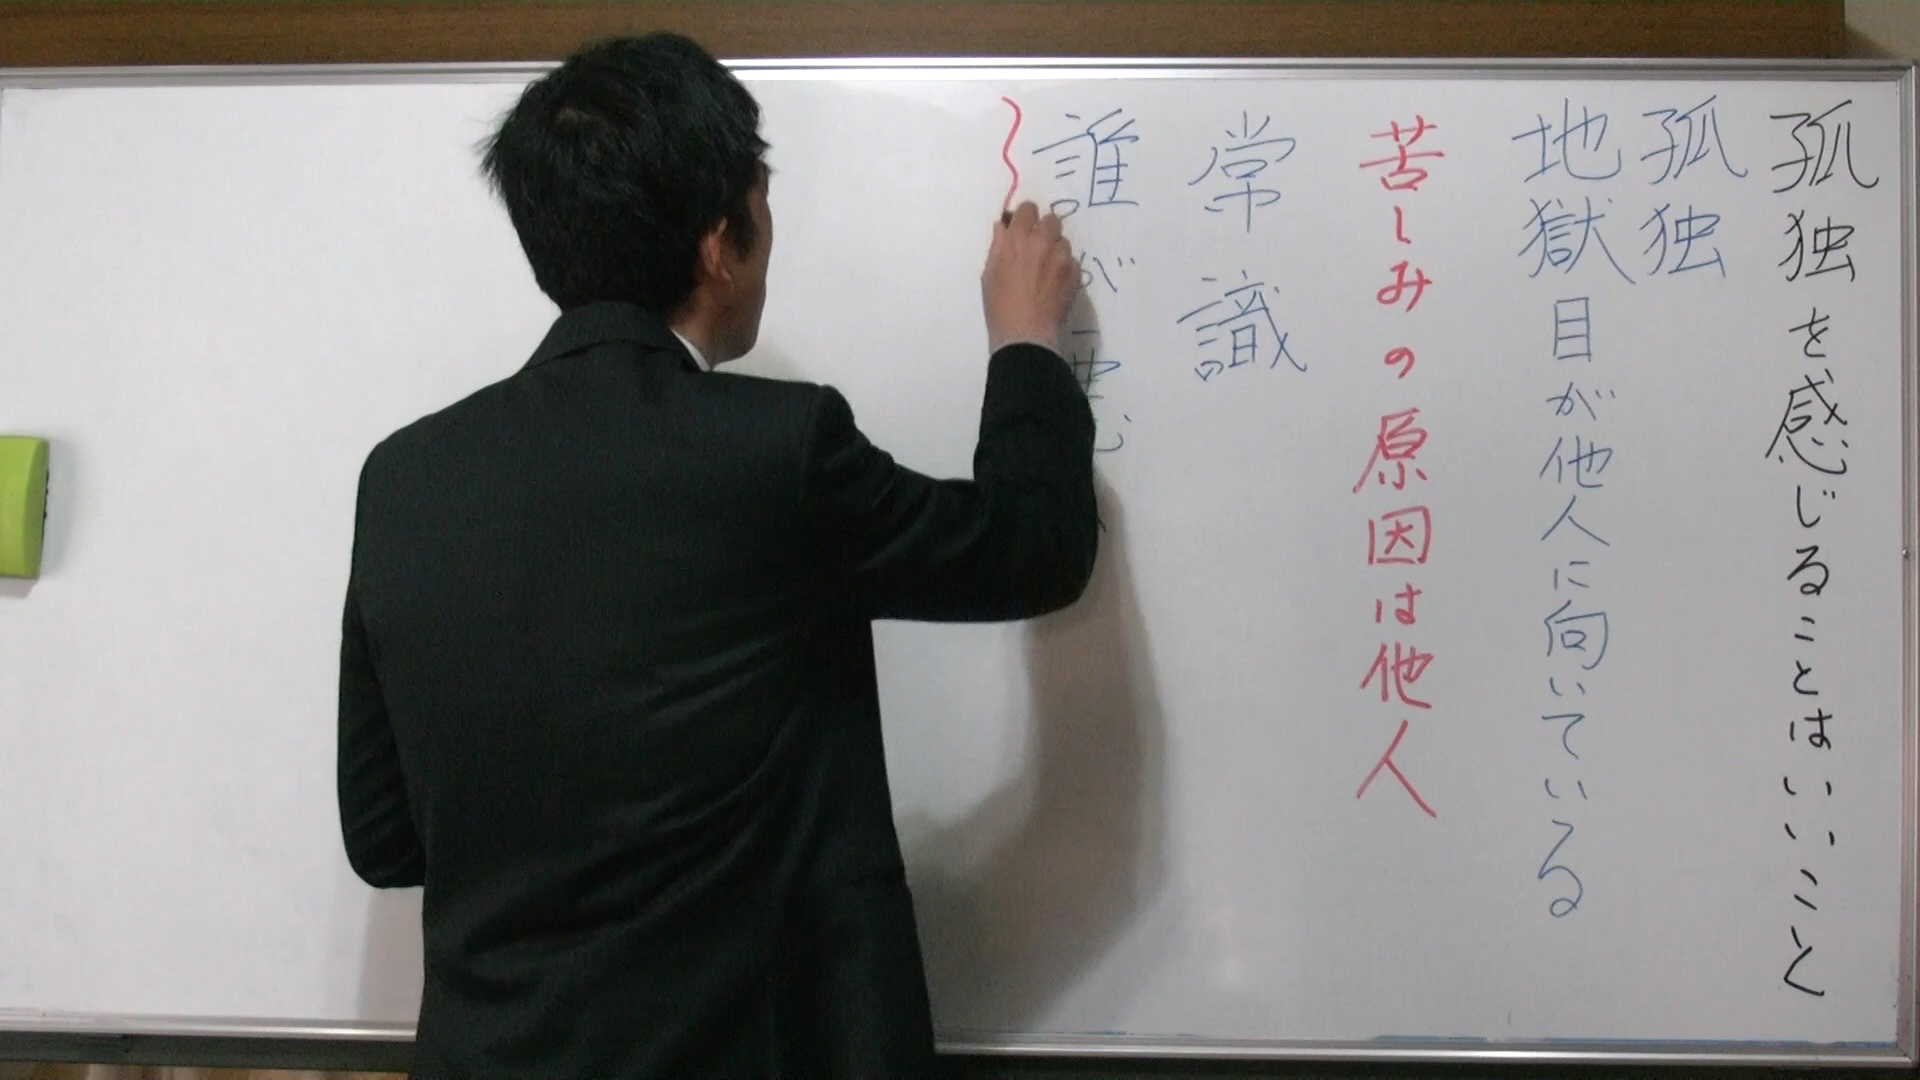 孤独を感じることはいいこと
孤独
地獄目が他人に向いている
苦しみの原因は他人
常識
誰が悪